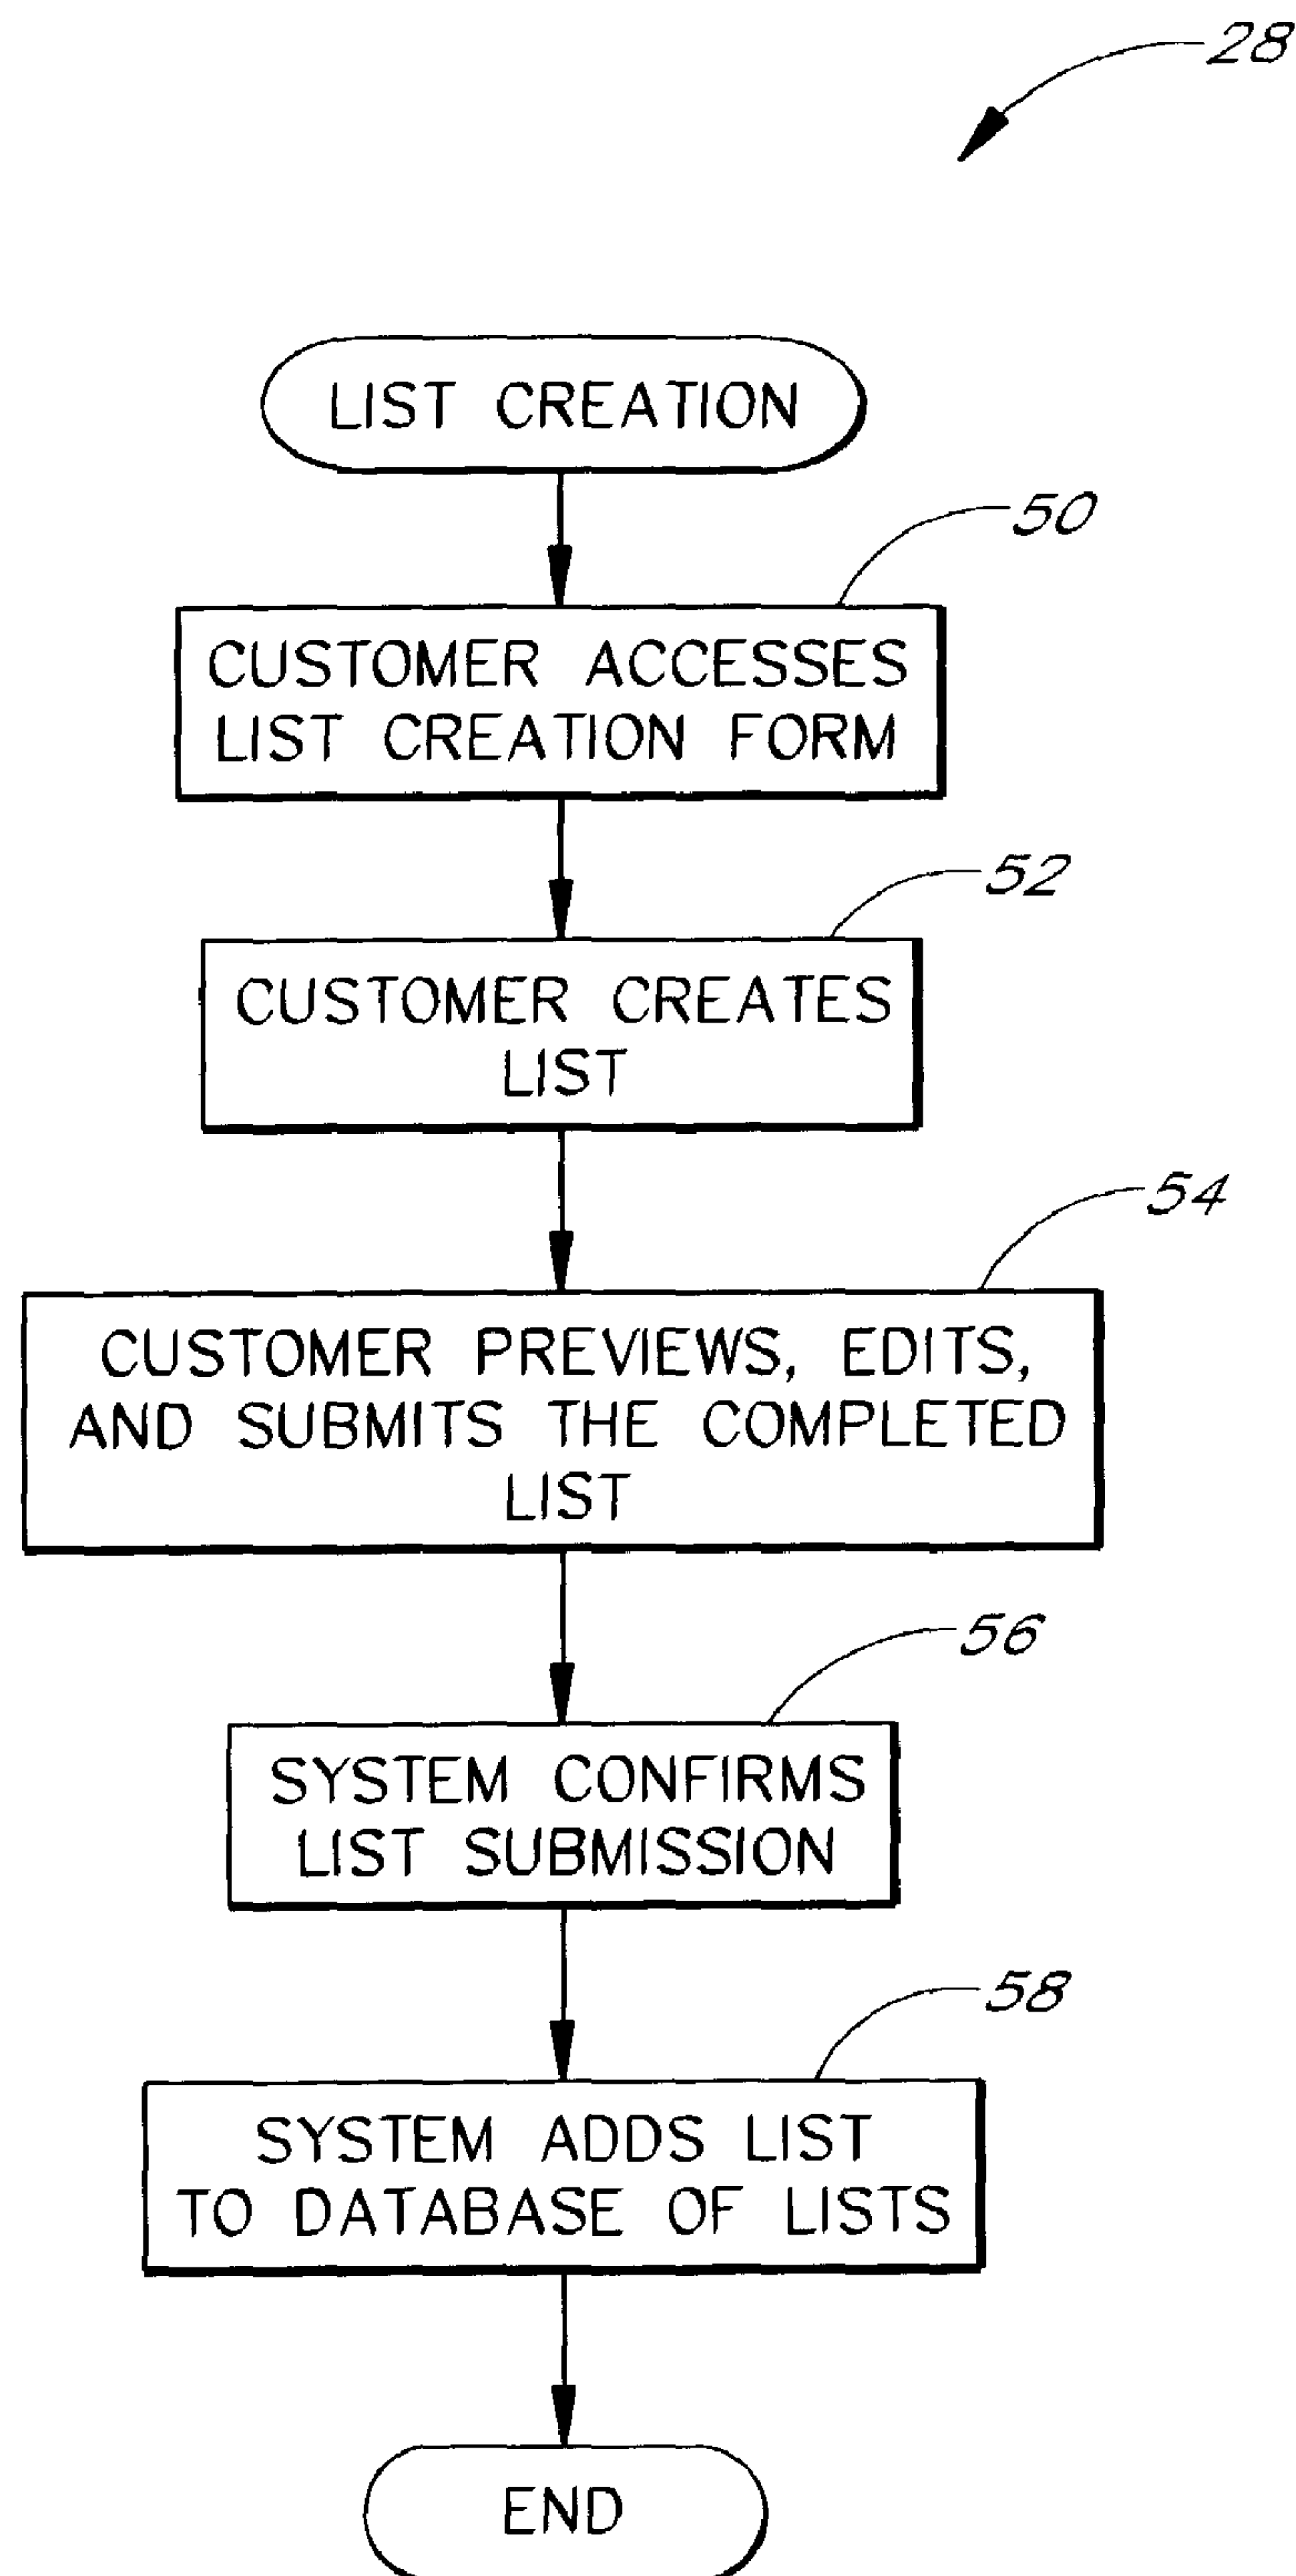 28
LIST CREATION
50
CUSTOMER ACCESSES
LIST CREATION FORM
52
CUSTOMER CREATES
LIST
54
CUSTOMER PREVIEWS, EDITS,
AND SUBMITS THE COMPLETED
LIST
56
SYSTEM CONFIRMS
LIST SUBMISSION
58
SYSTEM ADDS LIST
TO DATABASE OF LISTS
END